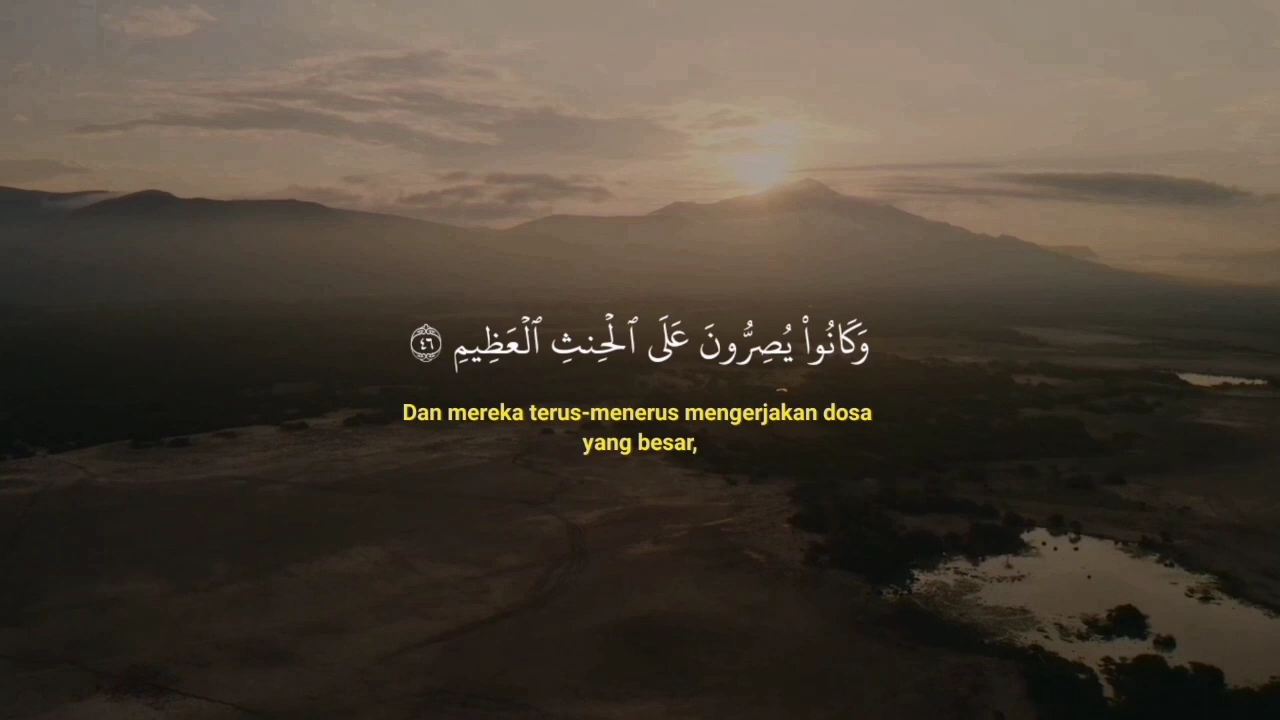 وَكَانُوا۟ يُصِرُّونَ عَلَى ٱلْحِنثِ ٱلْعَظِيمِ ٤٦
Dan mereka terus-menerus mengerjakan dosa
yang besar,